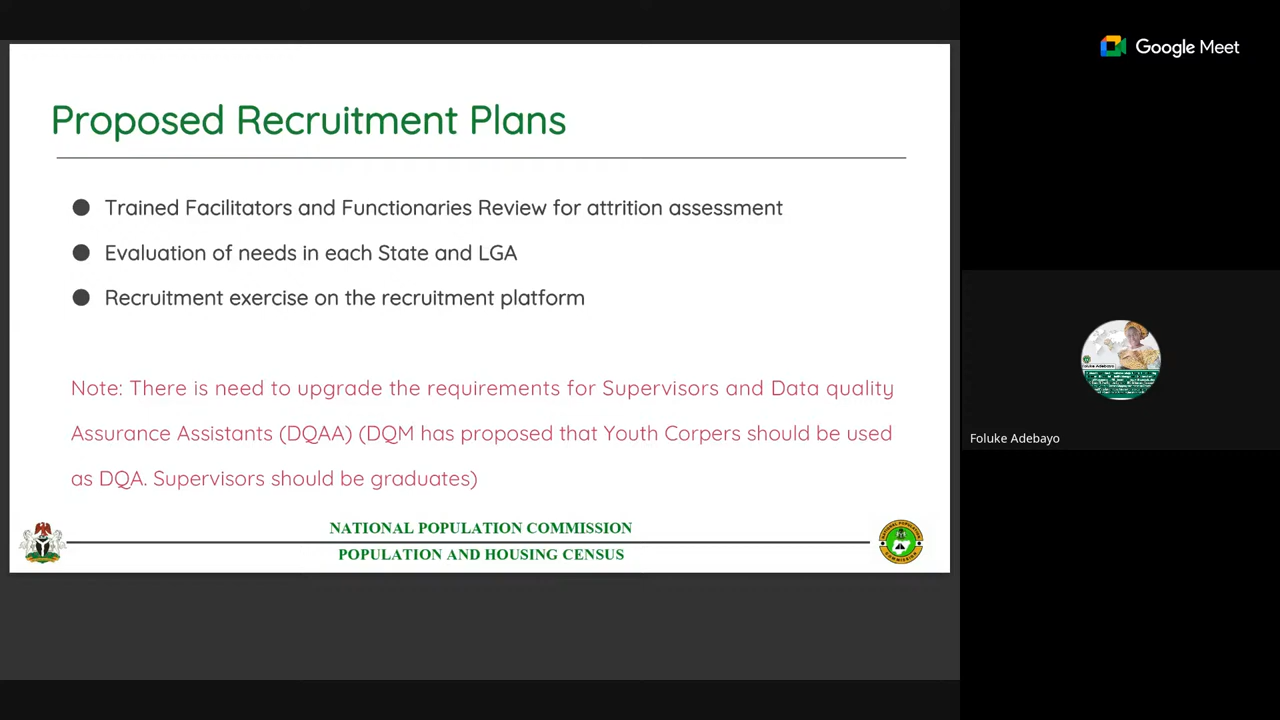 Google Meet
Proposed Recruitment Plans
● Trained Facilitators and Functionaries Review for attrition assessment
● Evaluation of needs in each State and LGA
● Recruitment exercise on the recruitment platform
Note: There is need to upgrade the requirements for Supervisors and Data quality
Assurance Assistants (DQAA) (DQM has proposed that Youth Corpers should be used
as DQA. Supervisors should be graduates)
NATIONAL POPULATION COMMISSION
POPULATION AND HOUSING CENSUS
Foluke Adebayo